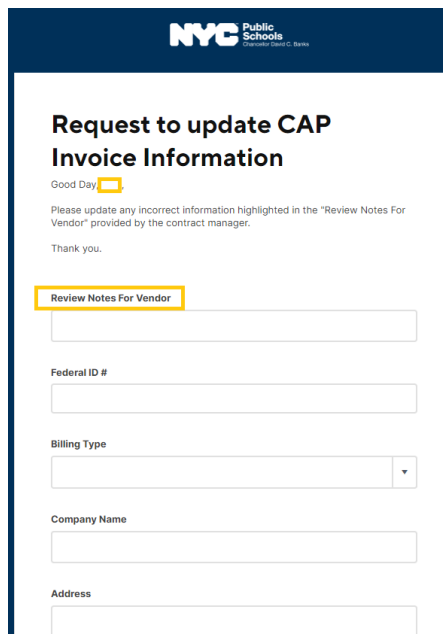 NYC Public
Schools
Chancellor David C. Banks
Request to update CAP
Invoice Information
Good Day, ,
Please update any incorrect information highlighted in the "Review Notes For
Vendor" provided by the contract manager.
Thank you.
Review Notes For Vendor
Federal ID #
Billing Type
Company Name
Address